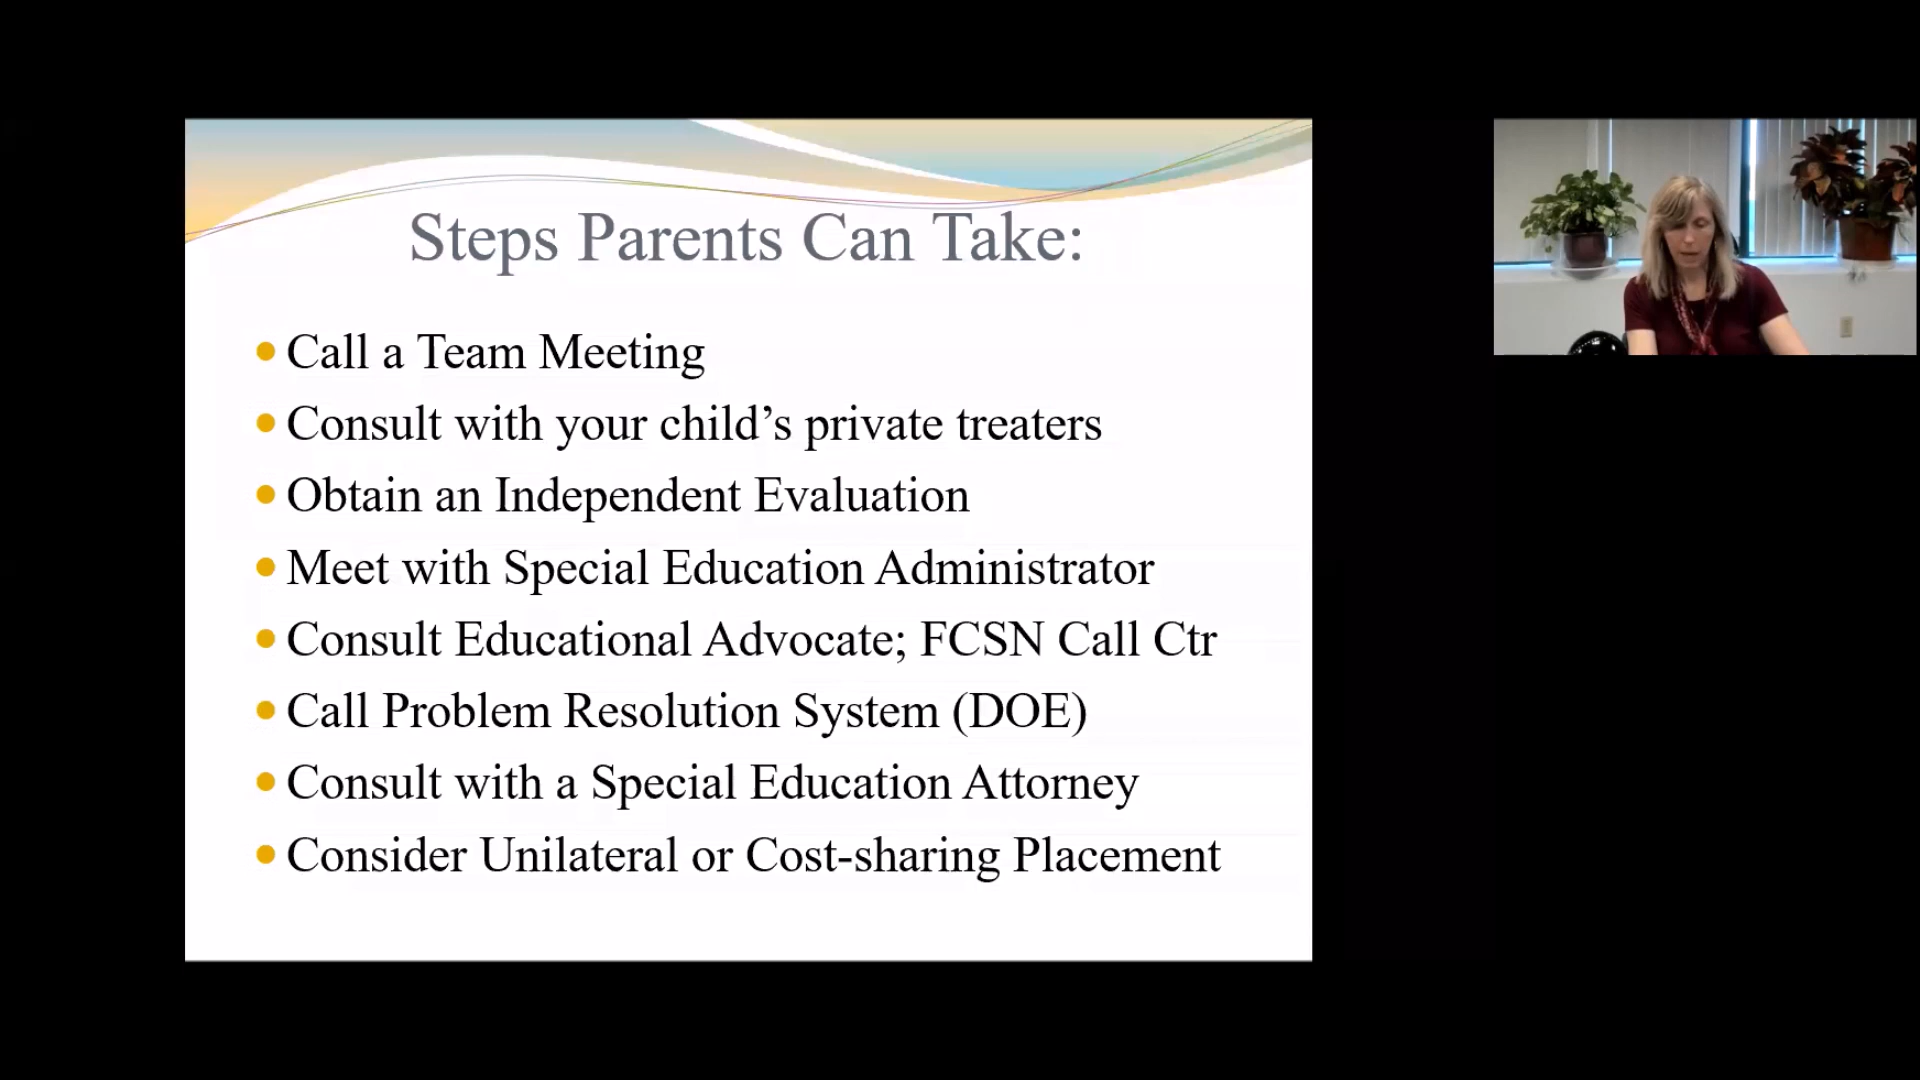 Steps Parents Can Take:
Call a Team Meeting
Consult with your child’s private treaters
Obtain an Independent Evaluation
Meet with Special Education Administrator
Consult Educational Advocate; FCSN Call Ctr
Call Problem Resolution System (DOE)
Consult with a Special Education Attorney
Consider Unilateral or Cost-sharing Placement